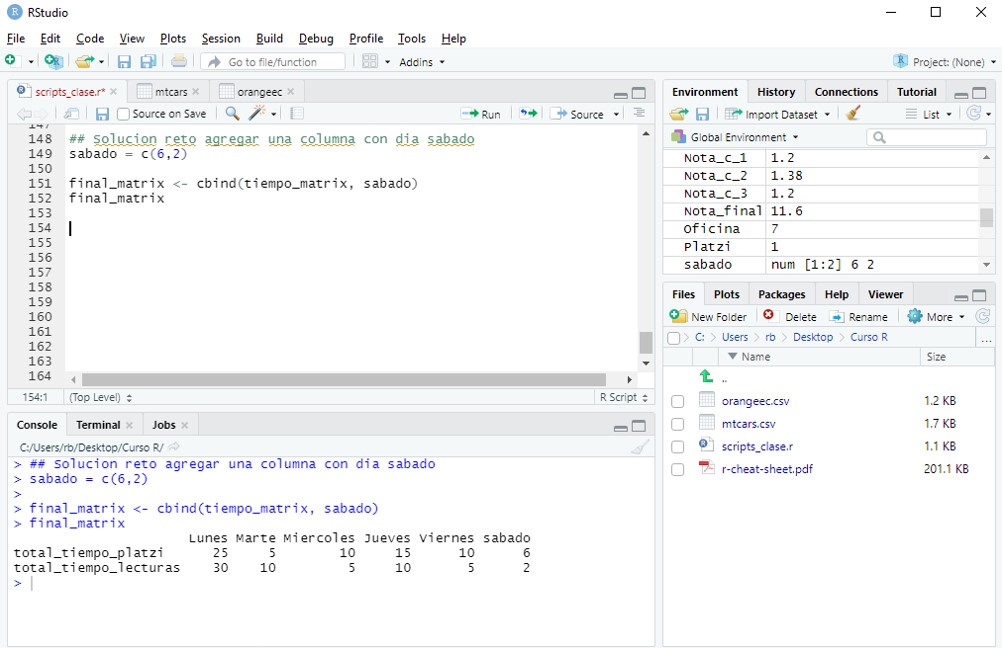 RStudio
File Edit Code View Plots Session Build Debug Profile Tools Help
Go to file/function Addins Project: (None)
scripts_clase.r* mtcars orangeec
Source on Save Run Source
147
148 ## Solucion reto agregar una columna con dia sabado
149 sabado = c(6,2)
150
151 final_matrix <- cbind(tiempo_matrix, sabado)
152 final_matrix
153
154
155
156
157
158
159
160
161
162
163
164
154:1 (Top Level) R Script
Console Terminal Jobs
C:/Users/rb/Desktop/Curso R/
> ## Solucion reto agregar una columna con dia sabado
> sabado = c(6,2)
>
> final_matrix <- cbind(tiempo_matrix, sabado)
> final_matrix
Lunes Marte Miercoles Jueves Viernes sabado
total_tiempo_platzi 25 5 10 15 10 6
total_tiempo_lecturas 30 10 5 10 5 2
>
Environment History Connections Tutorial
Import Dataset List
Global Environment
Nota_c_1 1.2
Nota_c_2 1.38
Nota_c_3 1.2
Nota_final 11.6
Oficina 7
Platzi 1
sabado num [1:2] 6 2
Files Plots Packages Help Viewer
New Folder Delete Rename More
C: Users rb Desktop Curso R ...
Name Size
..
orangeec.csv 1.2 KB
mtcars.csv 1.7 KB
scripts_clase.r 1.1 KB
r-cheat-sheet.pdf 201.1 KB